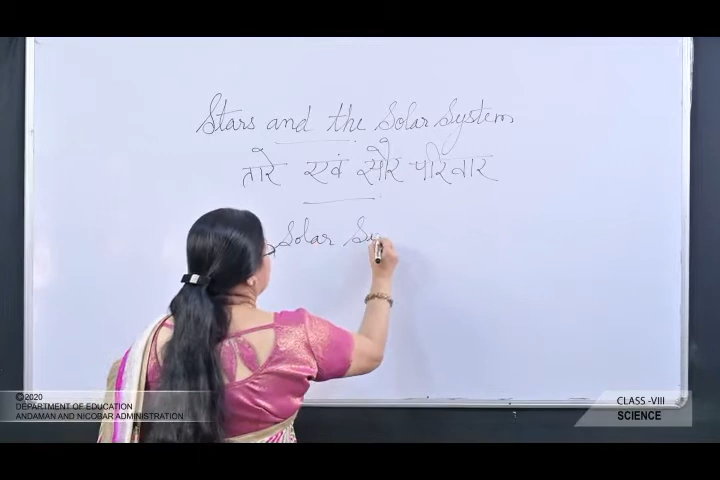 Stars and the Solar System
तारे एवं सौर परिवार
Solar Sy
©2020
DEPARTMENT OF EDUCATION
ANDAMAN AND NICOBAR ADMINISTRATION
CLASS -VIII
SCIENCE